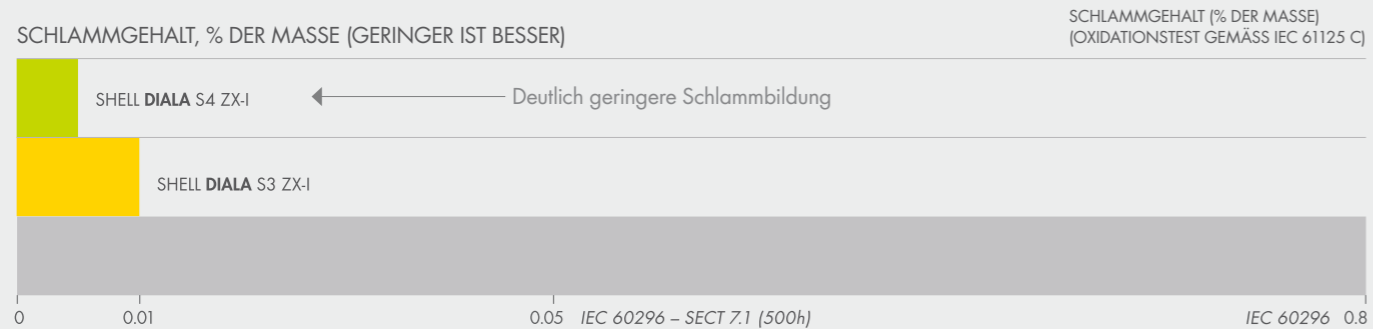 SCHLAMMGEHALT, % DER MASSE (GERINGER IST BESSER)
SCHLAMMGEHALT (% DER MASSE)
(OXIDATIONSTEST GEMÄSS IEC 61125 C)
SHELL DIALA S4 ZX-I
Deutlich geringere Schlammbildung
SHELL DIALA S3 ZX-I
0 0.01 0.05 IEC 60296 – SECT 7.1 (500h) IEC 60296 0.8